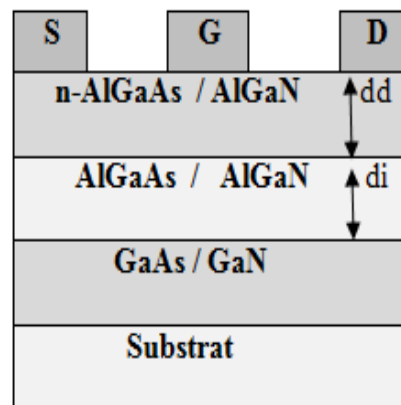 S G D
n-AlGaAs / AlGaN dd
AlGaAs / AlGaN di
GaAs / GaN
Substrat